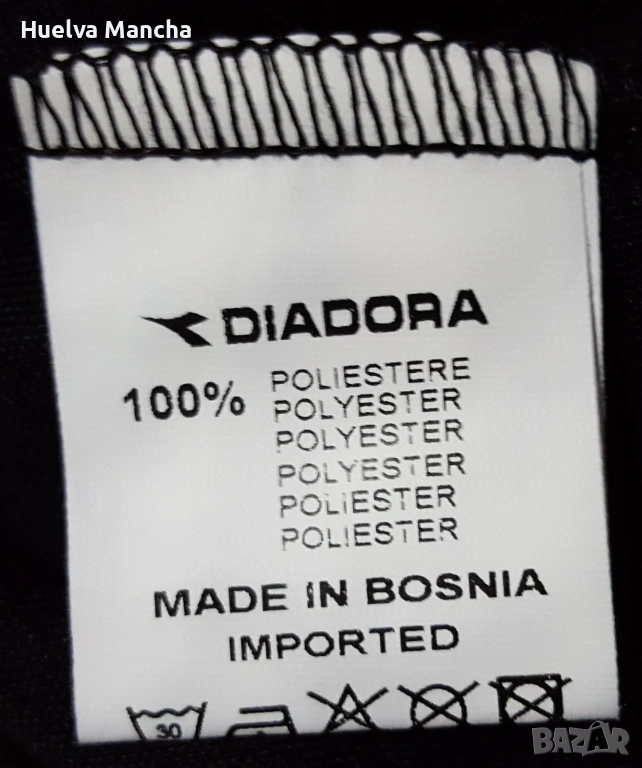 Huelva Mancha
DIADORA
100% POLIESTERE
POLYESTER
POLYESTER
POLYESTER
POLIESTER
POLIESTER
MADE IN BOSNIA
IMPORTED
30
BAZAR